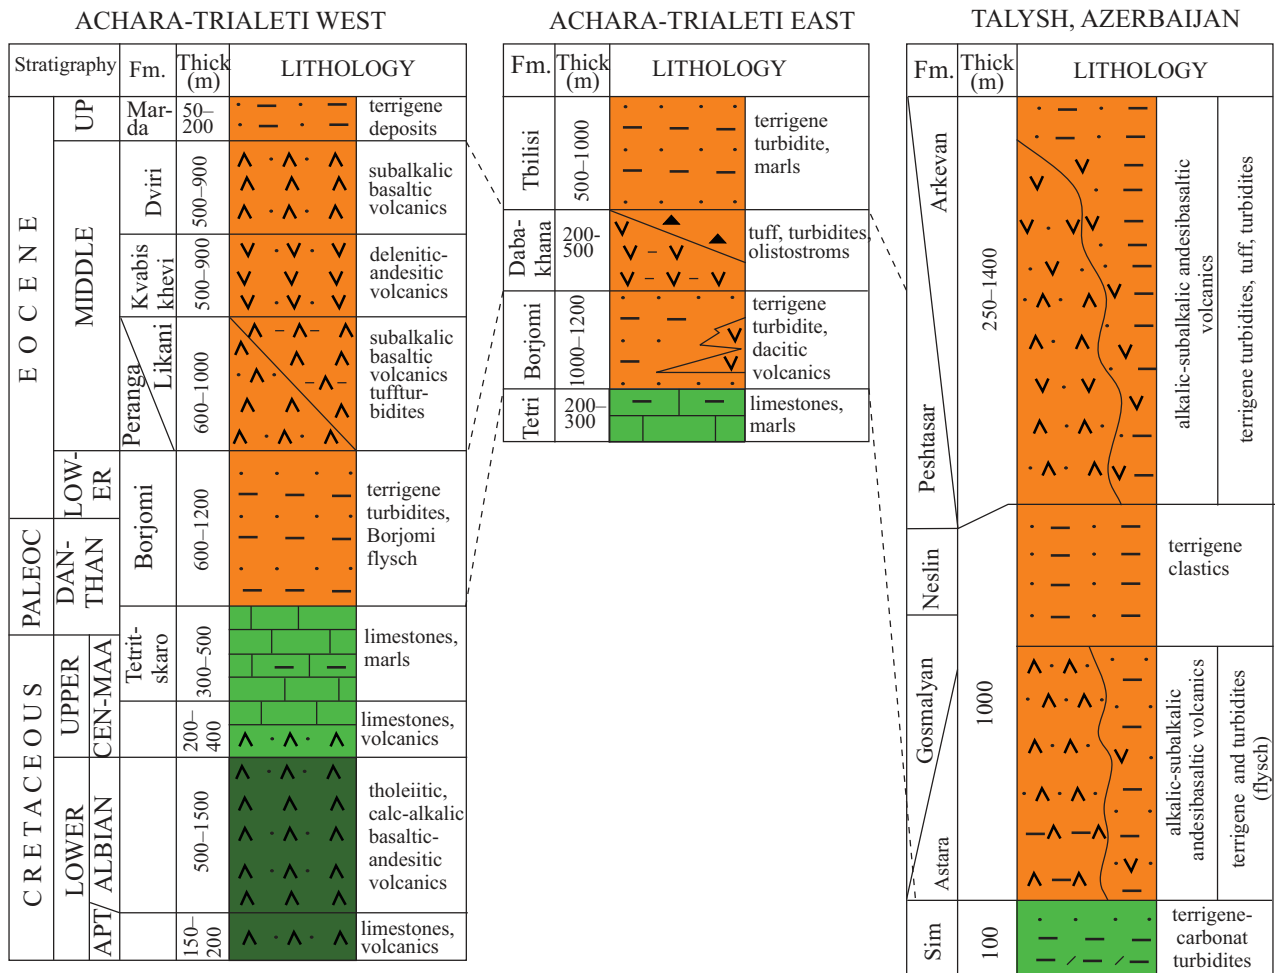 ACHARA-TRIALETI WEST
Stratigraphy
Fm.
Thick
(m)
LITHOLOGY
EOCENE
UP
Mar-
da
50–
200
terrigene
deposits
MIDDLE
Dviri
500–900
subalkalic
basaltic
volcanics
Kvabis
khevi
500–900
delenitic-
andesitic
volcanics
Peranga
Likani
600–1000
subalkalic
basaltic
volcanics
tufftur-
bidites
LOW-
ER
Borjomi
600–1200
terrigene
turbidites,
Borjomi
flysch
PALEOC
DAN-
THAN
CRETACEOUS
UPPER
CEN-MAA
Tetrit-
skaro
300–500
limestones,
marls
200–
400
limestones,
volcanics
LOWER
ALBIAN
500–1500
tholeiitic,
calc-alkalic
basaltic-
andesitic
volcanics
APT
150–
200
limestones,
volcanics
ACHARA-TRIALETI EAST
Fm.
Thick
(m)
LITHOLOGY
Tbilisi
500–1000
terrigene
turbidite,
marls
Daba-
khana
200-
500
tuff, turbidites,
olistostroms
Borjomi
1000–1200
terrigene
turbidite,
dacitic
volcanics
Tetri
200–
300
limestones,
marls
TALYSH, AZERBAIJAN
Fm.
Thick
(m)
LITHOLOGY
Arkevan
Peshtasar
250–1400
alkalic-subalkalic andesibasaltic
volcanics
terrigene turbidites, tuff, turbidites
Neslin
terrigene
clastics
Gosmalyan
Astara
1000
alkalic-subalkalic
andesibasaltic volcanics
terrigene and turbidites
(flysch)
Sim
100
terrigene-
carbonat
turbidites